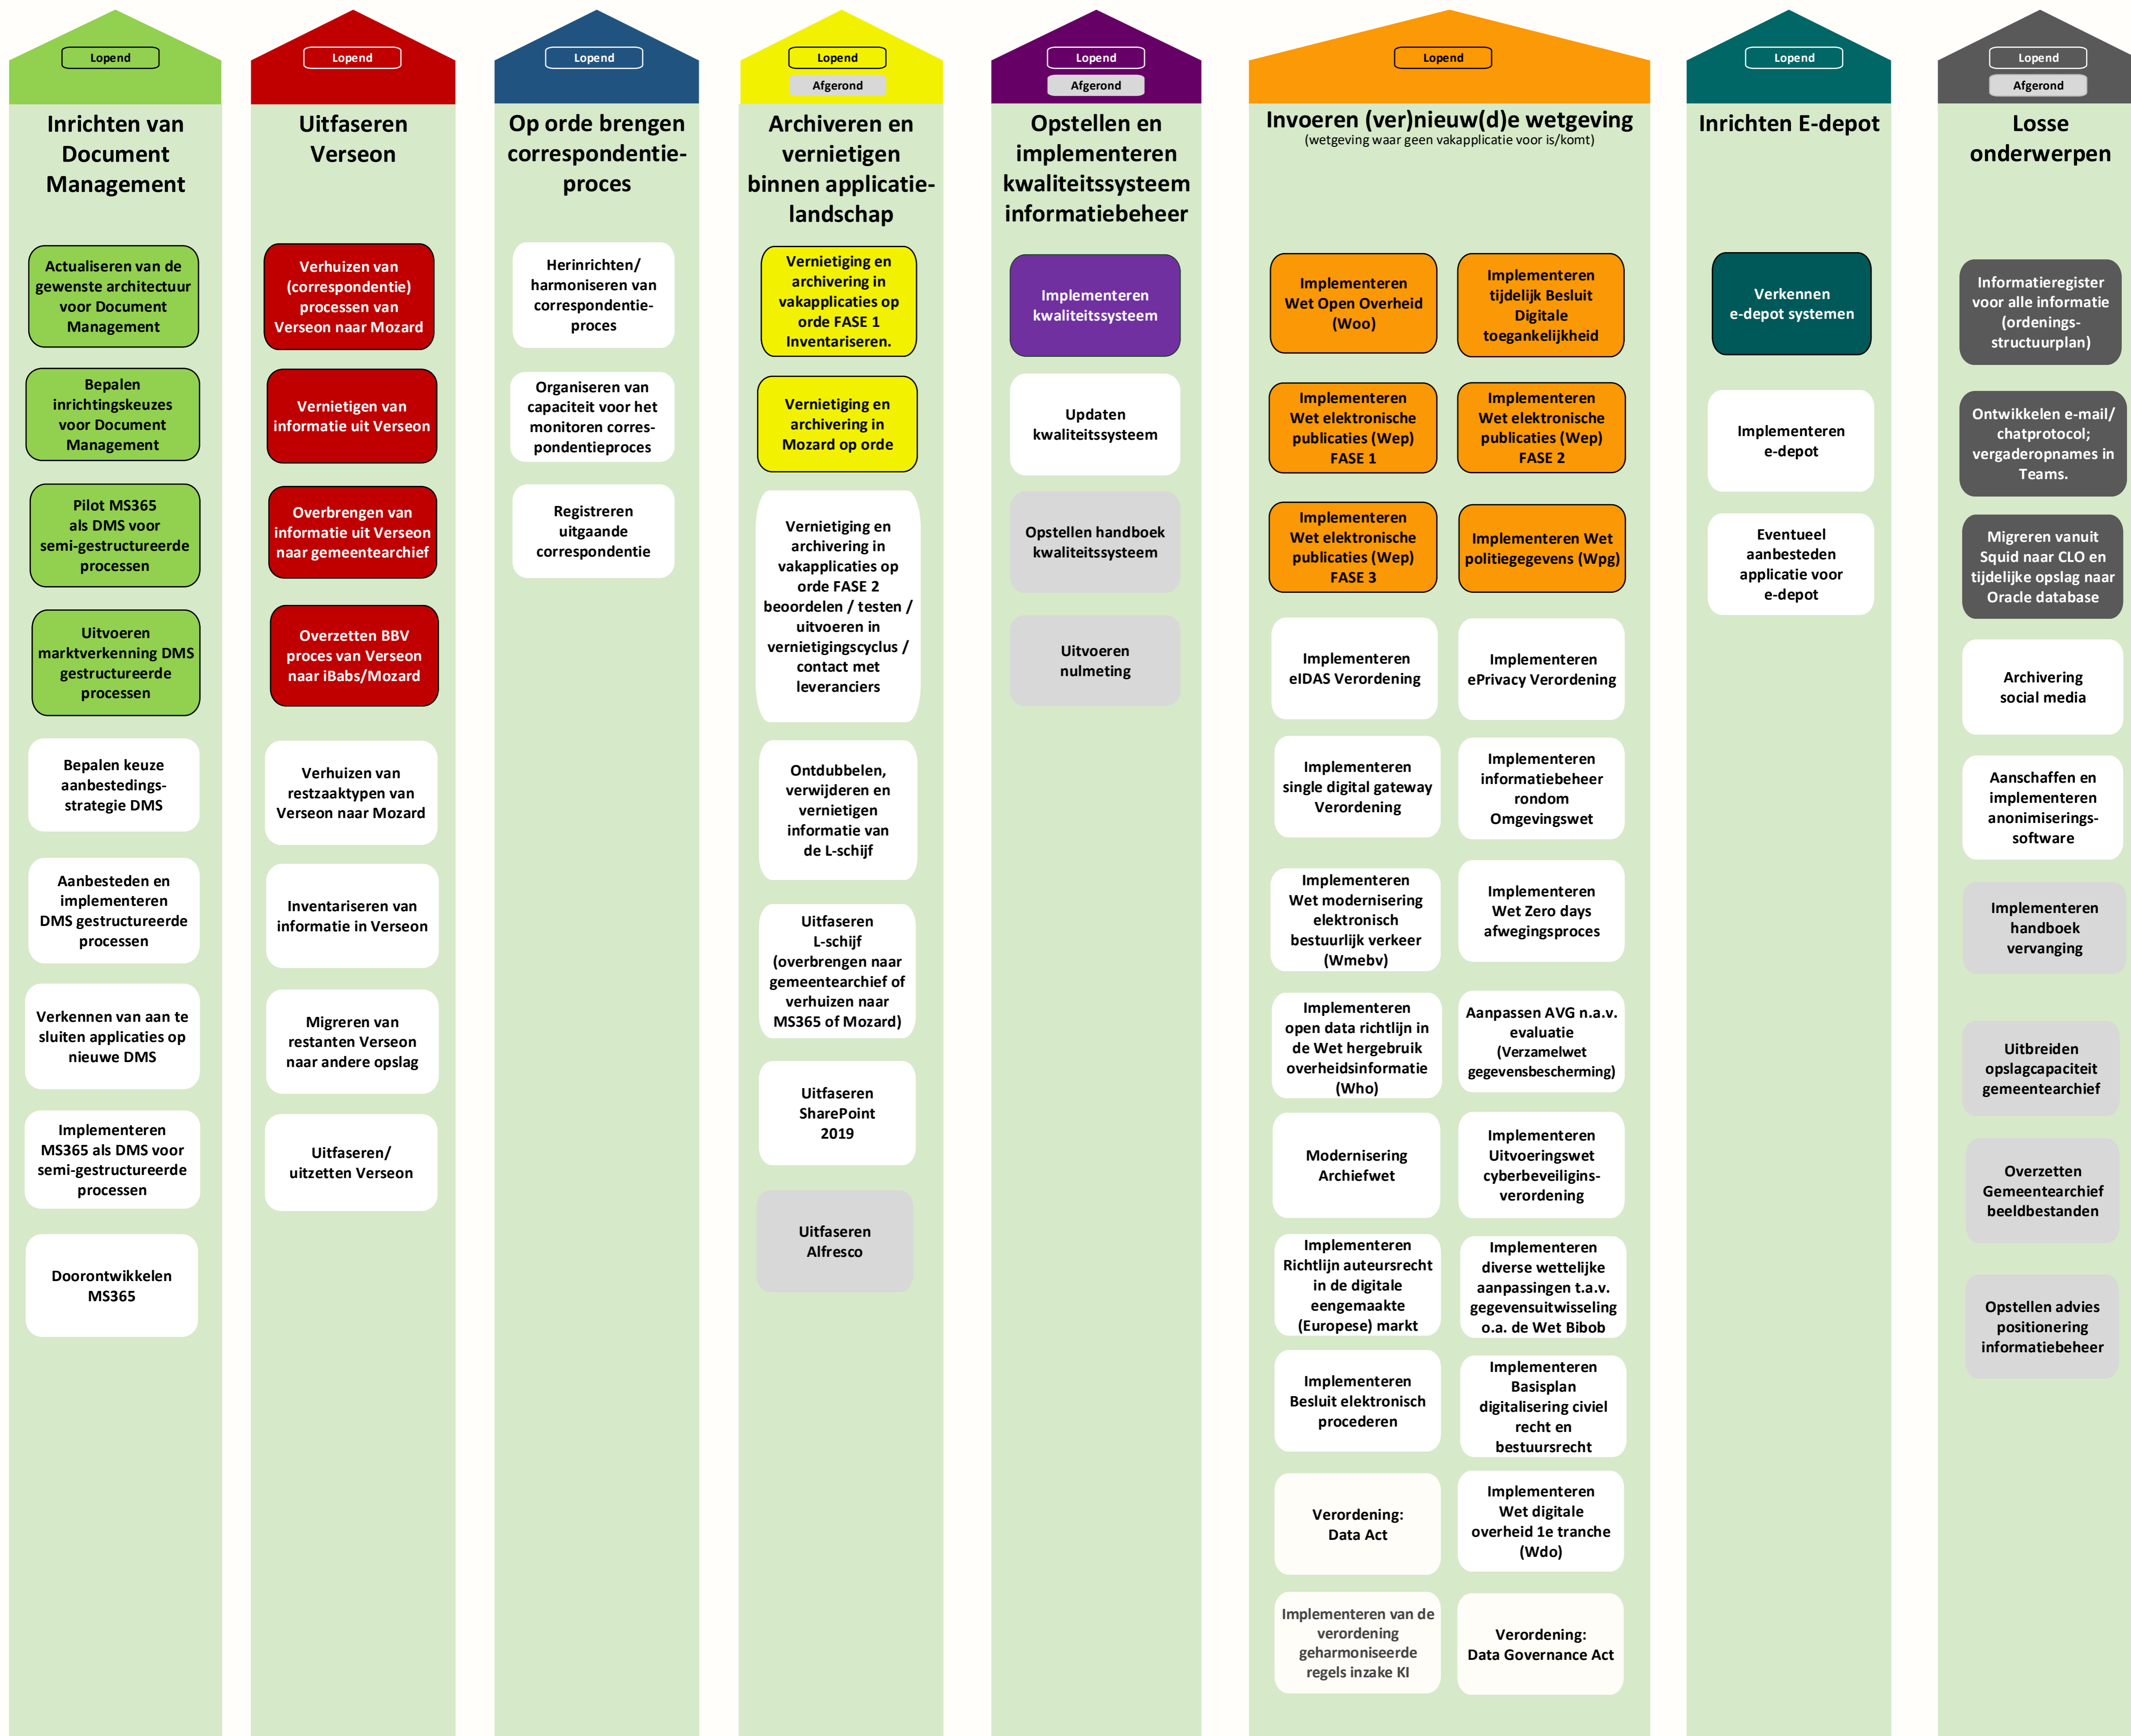 Lopend
Inrichten van
Document
Management
Actualiseren van de
gewenste architectuur
voor Document
Management
Bepalen
inrichtingskeuzes
voor Document
Management
Pilot MS365
als DMS voor
semi-gestructureerde
processen
Uitvoeren
marktverkenning DMS
gestructureerde
processen
Bepalen keuze
aanbestedings-
strategie DMS
Aanbesteden en
implementeren
DMS gestructureerde
processen
Verkennen van aan te
sluiten applicaties op
nieuwe DMS
Implementeren
MS365 als DMS voor
semi-gestructureerde
processen
Doorontwikkelen
MS365
Lopend
Uitfaseren
Verseon
Verhuizen van
(correspondentie)
processen van
Verseon naar Mozard
Vernietigen van
informatie uit Verseon
Overbrengen van
informatie uit Verseon
naar gemeentearchief
Overzetten BBV
proces van Verseon
naar iBabs/Mozard
Verhuizen van
restzaaktypen van
Verseon naar Mozard
Inventariseren van
informatie in Verseon
Migreren van
restanten Verseon
naar andere opslag
Uitfaseren/
uitzetten Verseon
Lopend
Op orde brengen
correspondentie-
proces
Herinrichten/
harmoniseren van
correspondentie-
proces
Organiseren van
capaciteit voor het
monitoren corres-
pondentieproces
Registreren
uitgaande
correspondentie
Lopend
Afgerond
Archiveren en
vernietigen
binnen applicatie-
landschap
Vernietiging en
archivering in
vakapplicaties op
orde FASE 1
Inventariseren.
Vernietiging en
archivering in
Mozard op orde
Vernietiging en
archivering in
vakapplicaties op
orde FASE 2
beoordelen / testen /
uitvoeren in
vernietigingscyclus /
contact met
leveranciers
Ontdubbelen,
verwijderen en
vernietigen
informatie van
de L-schijf
Uitfaseren
L-schijf
(overbrengen naar
gemeentearchief of
verhuizen naar
MS365 of Mozard)
Uitfaseren
SharePoint
2019
Uitfaseren
Alfresco
Lopend
Afgerond
Opstellen en
implementeren
kwaliteitssysteem
informatiebeheer
Implementeren
kwaliteitssysteem
Updaten
kwaliteitssysteem
Opstellen handboek
kwaliteitssysteem
Uitvoeren
nulmeting
Lopend
Invoeren (ver)nieuw(d)e wetgeving
(wetgeving waar geen vakapplicatie voor is/komt)
Implementeren
Wet Open Overheid
(Woo)
Implementeren
tijdelijk Besluit
Digitale
toegankelijkheid
Implementeren
Wet elektronische
publicaties (Wep)
FASE 1
Implementeren
Wet elektronische
publicaties (Wep)
FASE 2
Implementeren
Wet elektronische
publicaties (Wep)
FASE 3
Implementeren Wet
politiegegevens (Wpg)
Implementeren
eIDAS Verordening
Implementeren
ePrivacy Verordening
Implementeren
single digital gateway
Verordening
Implementeren
informatiebeheer
rondom
Omgevingswet
Implementeren
Wet modernisering
elektronisch
bestuurlijk verkeer
(Wmebv)
Implementeren
Wet Zero days
afwegingsproces
Implementeren
open data richtlijn in
de Wet hergebruik
overheidsinformatie
(Who)
Aanpassen AVG n.a.v.
evaluatie
(Verzamelwet
gegevensbescherming)
Modernisering
Archiefwet
Implementeren
Uitvoeringswet
cyberbeveiligins-
verordening
Implementeren
Richtlijn auteursrecht
in de digitale
eengemaakte
(Europese) markt
Implementeren
diverse wettelijke
aanpassingen t.a.v.
gegevensuitwisseling
o.a. de Wet Bibob
Implementeren
Besluit elektronisch
procederen
Implementeren
Basisplan
digitalisering civiel
recht en
bestuursrecht
Verordening:
Data Act
Implementeren
Wet digitale
overheid 1e tranche
(Wdo)
Implementeren van de
verordening
geharmoniseerde
regels inzake KI
Verordening:
Data Governance Act
Lopend
Inrichten E-depot
Verkennen
e-depot systemen
Implementeren
e-depot
Eventueel
aanbesteden
applicatie voor
e-depot
Lopend
Afgerond
Losse
onderwerpen
Informatieregister
voor alle informatie
(ordenings-
structuurplan)
Ontwikkelen e-mail/
chatprotocol;
vergaderopnames in
Teams.
Migreren vanuit
Squid naar CLO en
tijdelijke opslag naar
Oracle database
Archivering
social media
Aanschaffen en
implementeren
anonimiserings-
software
Implementeren
handboek
vervanging
Uitbreiden
opslagcapaciteit
gemeentearchief
Overzetten
Gemeentearchief
beeldbestanden
Opstellen advies
positionering
informatiebeheer